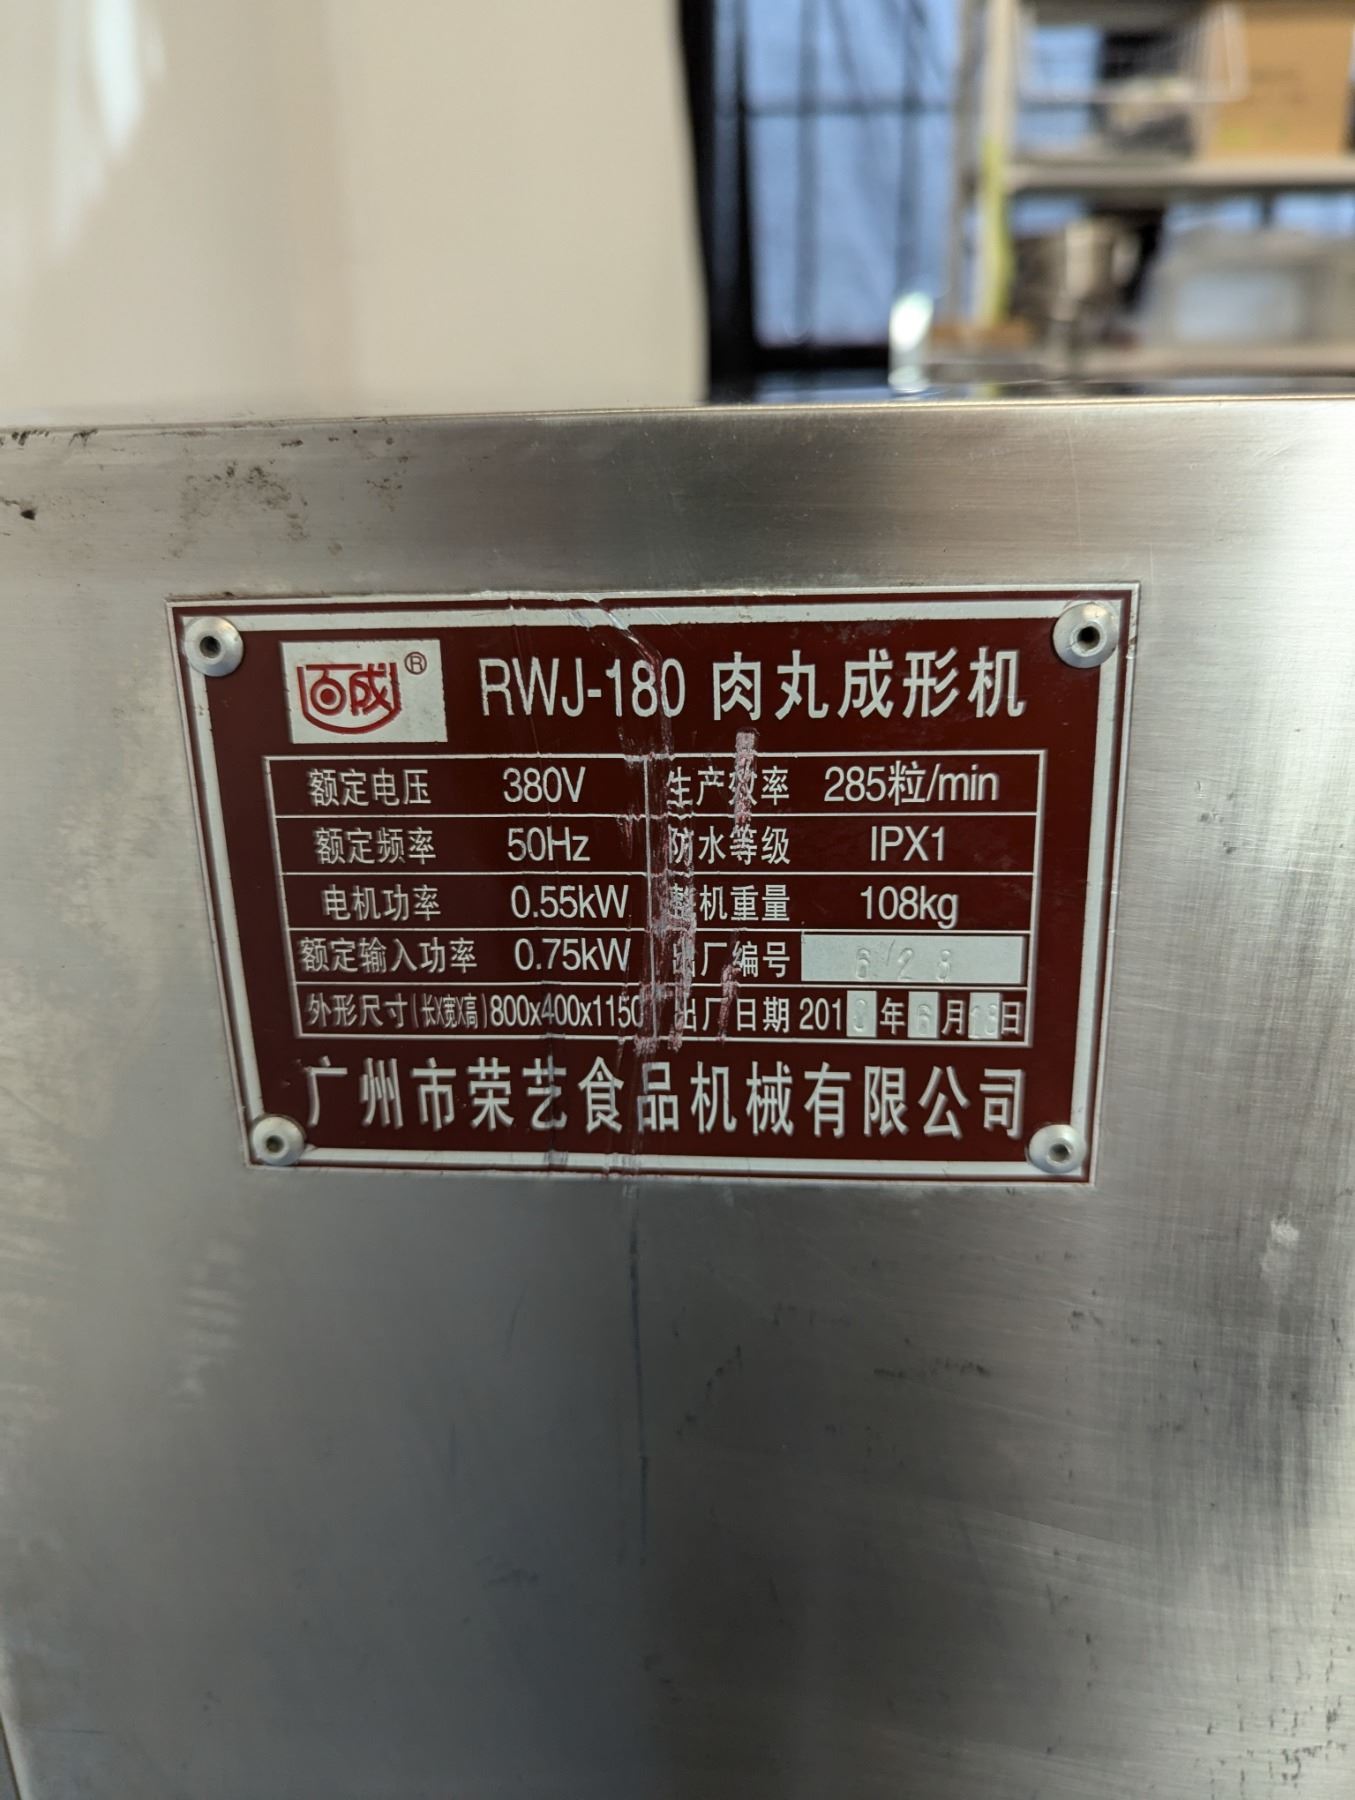 百成 ® RWJ-180 肉丸成形机
额定电压 380V 生产效率 285粒/min
额定频率 50Hz 防水等级 IPX1
电机功率 0.55kW 整机重量 108kg
额定输入功率 0.75kW 出厂编号
外形尺寸(长X宽X高) 800x400x1150 出厂日期 201 年 6 月 日
广州市荣艺食品机械有限公司